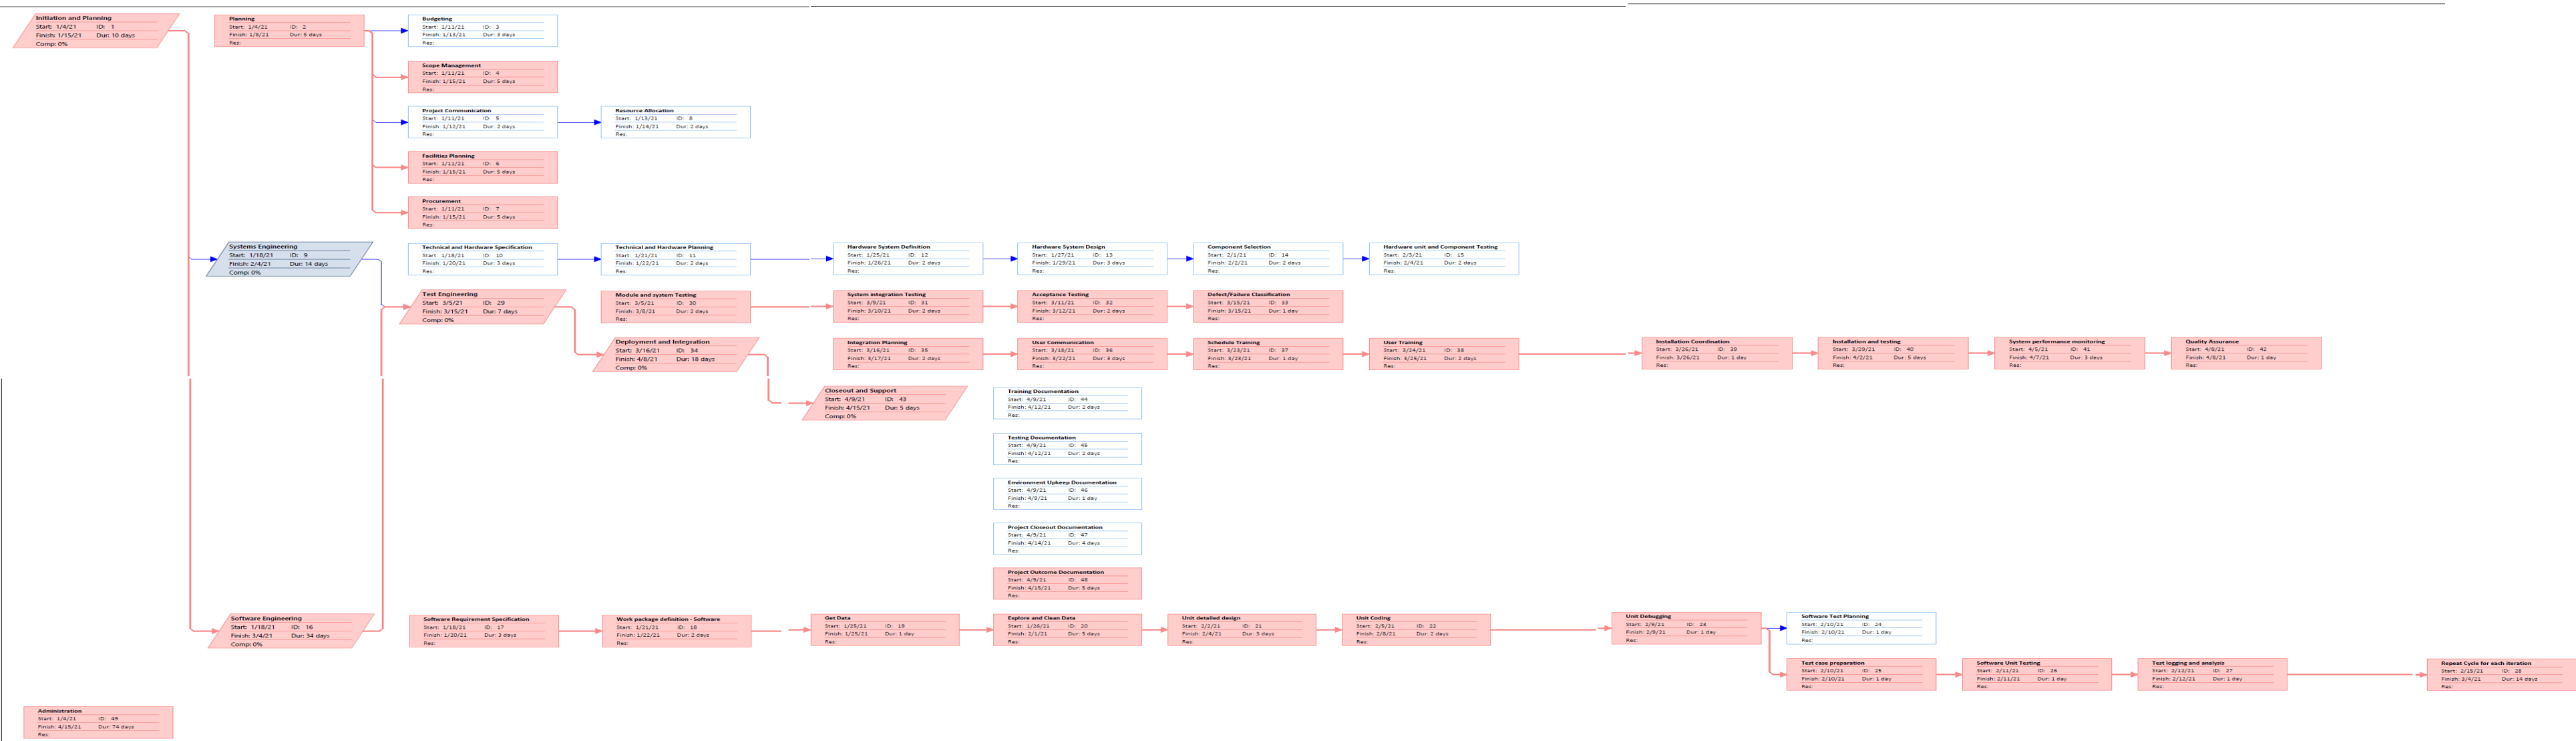 Initiation and Planning
Start: 1/4/21 ID: 1
Finish: 1/15/21 Dur: 10 days
Comp: 0%
Planning
Start: 1/4/21 ID: 2
Finish: 1/8/21 Dur: 5 days
Res:
Budgeting
Start: 1/11/21 ID: 3
Finish: 1/13/21 Dur: 3 days
Res:
Scope Management
Start: 1/11/21 ID: 4
Finish: 1/15/21 Dur: 5 days
Res:
Project Communication
Start: 1/11/21 ID: 5
Finish: 1/12/21 Dur: 2 days
Res:
Resource Allocation
Start: 1/13/21 ID: 8
Finish: 1/14/21 Dur: 2 days
Res:
Facilities Planning
Start: 1/11/21 ID: 6
Finish: 1/15/21 Dur: 5 days
Res:
Procurement
Start: 1/11/21 ID: 7
Finish: 1/15/21 Dur: 5 days
Res:
Systems Engineering
Start: 1/18/21 ID: 9
Finish: 2/4/21 Dur: 14 days
Comp: 0%
Technical and Hardware Specification
Start: 1/18/21 ID: 10
Finish: 1/20/21 Dur: 3 days
Res:
Technical and Hardware Planning
Start: 1/21/21 ID: 11
Finish: 1/22/21 Dur: 2 days
Res:
Hardware System Definition
Start: 1/25/21 ID: 12
Finish: 1/26/21 Dur: 2 days
Res:
Hardware System Design
Start: 1/27/21 ID: 13
Finish: 1/29/21 Dur: 3 days
Res:
Component Selection
Start: 2/1/21 ID: 14
Finish: 2/2/21 Dur: 2 days
Res:
Hardware unit and Component Testing
Start: 2/3/21 ID: 15
Finish: 2/4/21 Dur: 2 days
Res:
Test Engineering
Start: 3/5/21 ID: 29
Finish: 3/15/21 Dur: 7 days
Comp: 0%
Module and system Testing
Start: 3/5/21 ID: 30
Finish: 3/8/21 Dur: 2 days
Res:
System integration Testing
Start: 3/9/21 ID: 31
Finish: 3/10/21 Dur: 2 days
Res:
Acceptance Testing
Start: 3/11/21 ID: 32
Finish: 3/12/21 Dur: 2 days
Res:
Defect/Failure Classification
Start: 3/15/21 ID: 33
Finish: 3/15/21 Dur: 1 day
Res:
Deployment and Integration
Start: 3/16/21 ID: 34
Finish: 4/8/21 Dur: 18 days
Comp: 0%
Integration Planning
Start: 3/16/21 ID: 35
Finish: 3/17/21 Dur: 2 days
Res:
User Communication
Start: 3/18/21 ID: 36
Finish: 3/22/21 Dur: 3 days
Res:
Schedule Training
Start: 3/23/21 ID: 37
Finish: 3/23/21 Dur: 1 day
Res:
User Training
Start: 3/24/21 ID: 38
Finish: 3/25/21 Dur: 2 days
Res:
Installation Coordination
Start: 3/26/21 ID: 39
Finish: 3/26/21 Dur: 1 day
Res:
Installation and testing
Start: 3/29/21 ID: 40
Finish: 4/2/21 Dur: 5 days
Res:
System performance monitoring
Start: 4/5/21 ID: 41
Finish: 4/7/21 Dur: 3 days
Res:
Quality Assurance
Start: 4/8/21 ID: 42
Finish: 4/8/21 Dur: 1 day
Res:
Closeout and Support
Start: 4/9/21 ID: 43
Finish: 4/15/21 Dur: 5 days
Comp: 0%
Training Documentation
Start: 4/9/21 ID: 44
Finish: 4/12/21 Dur: 2 days
Res:
Testing Documentation
Start: 4/9/21 ID: 45
Finish: 4/12/21 Dur: 2 days
Res:
Environment Upkeep Documentation
Start: 4/9/21 ID: 46
Finish: 4/9/21 Dur: 1 day
Res:
Project Closeout Documentation
Start: 4/9/21 ID: 47
Finish: 4/14/21 Dur: 4 days
Res:
Project Outcome Documentation
Start: 4/9/21 ID: 48
Finish: 4/15/21 Dur: 5 days
Res:
Software Engineering
Start: 1/18/21 ID: 16
Finish: 3/4/21 Dur: 34 days
Comp: 0%
Software Requirement Specification
Start: 1/18/21 ID: 17
Finish: 1/20/21 Dur: 3 days
Res:
Work package definition - Software
Start: 1/21/21 ID: 18
Finish: 1/22/21 Dur: 2 days
Res:
Get Data
Start: 1/25/21 ID: 19
Finish: 1/25/21 Dur: 1 day
Res:
Explore and Clean Data
Start: 1/26/21 ID: 20
Finish: 2/1/21 Dur: 5 days
Res:
Unit detailed design
Start: 2/2/21 ID: 21
Finish: 2/4/21 Dur: 3 days
Res:
Unit Coding
Start: 2/5/21 ID: 22
Finish: 2/8/21 Dur: 2 days
Res:
Unit Debugging
Start: 2/9/21 ID: 23
Finish: 2/9/21 Dur: 1 day
Res:
Software Test Planning
Start: 2/10/21 ID: 24
Finish: 2/10/21 Dur: 1 day
Res:
Test case preparation
Start: 2/10/21 ID: 25
Finish: 2/10/21 Dur: 1 day
Res:
Software Unit Testing
Start: 2/11/21 ID: 26
Finish: 2/11/21 Dur: 1 day
Res:
Test logging and analysis
Start: 2/12/21 ID: 27
Finish: 2/12/21 Dur: 1 day
Res:
Repeat Cycle for each iteration
Start: 2/15/21 ID: 28
Finish: 3/4/21 Dur: 14 days
Res:
Administration
Start: 1/4/21 ID: 49
Finish: 4/15/21 Dur: 74 days
Res: